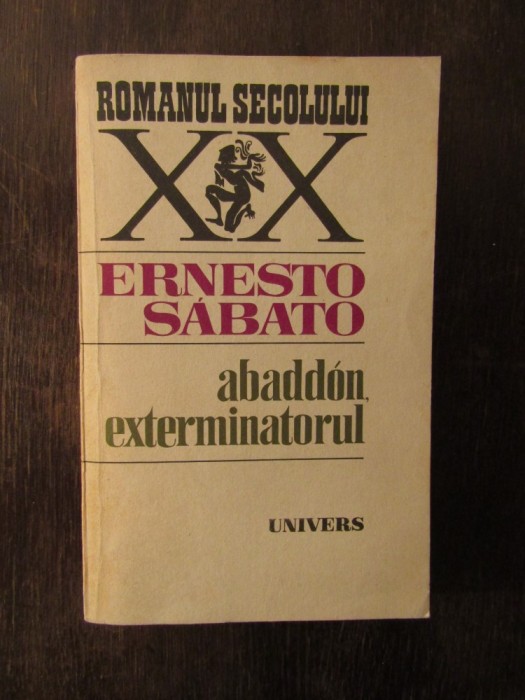 ROMANUL SECOLULUI
XX
ERNESTO
SÁBATO
abaddón,
exterminatorul
UNIVERS